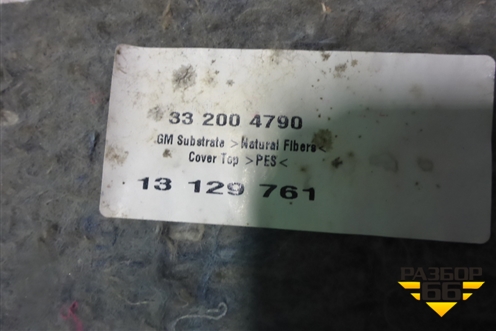 33 200 4790
GM Substrate >Natural Fibers<
Cover Top >PES<
13 129 761
РАЗБОР
66